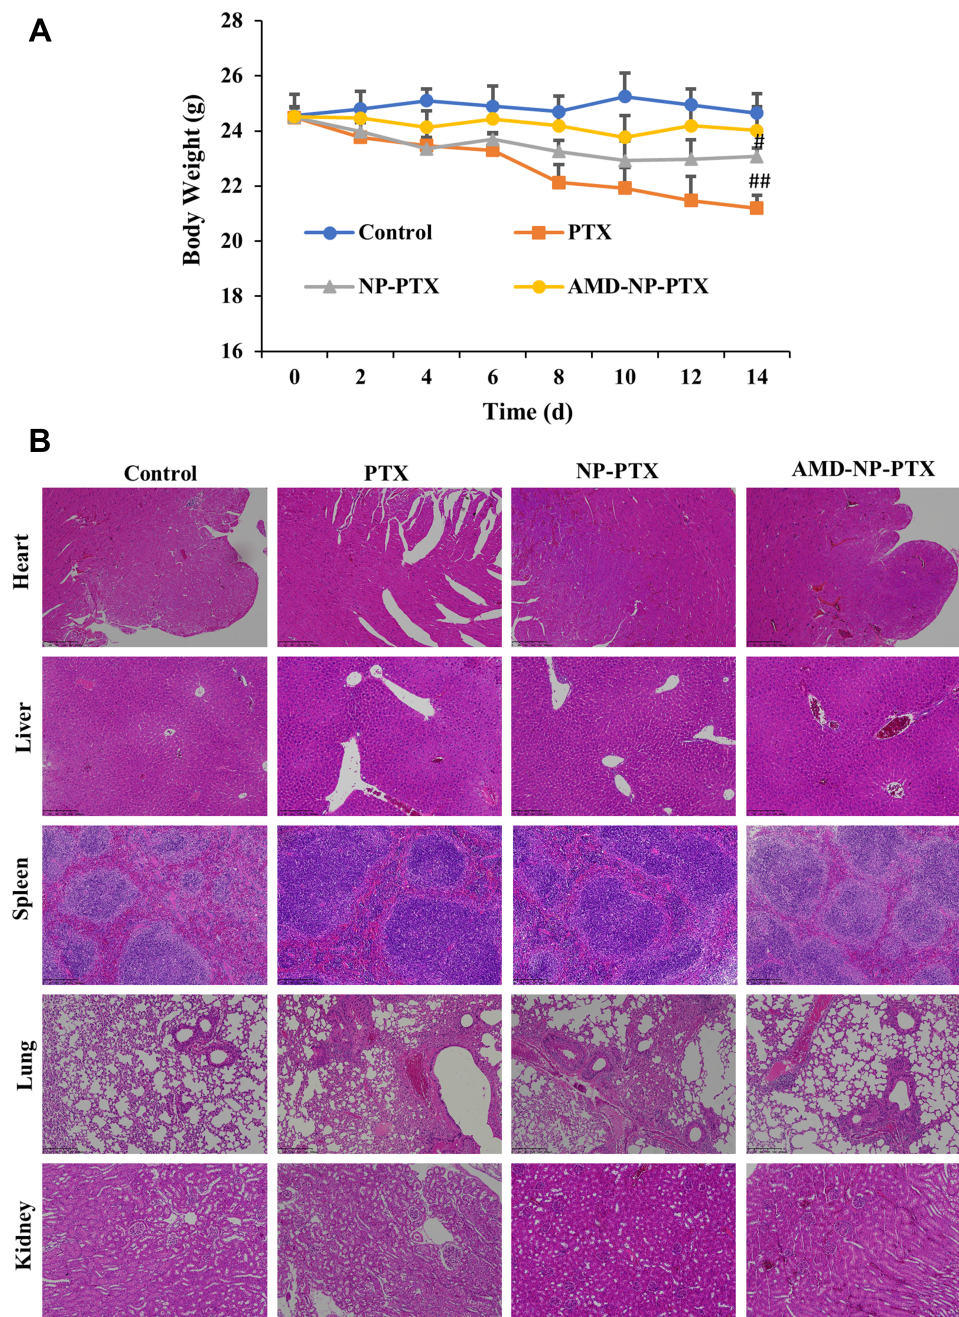 A
28
26
24
22
20
18
16
Body Weight (g)
#
##
Control
PTX
NP-PTX
AMD-NP-PTX
0 2 4 6 8 10 12 14
Time (d)
B
Control PTX NP-PTX AMD-NP-PTX
Heart
Liver
Spleen
Lung
Kidney